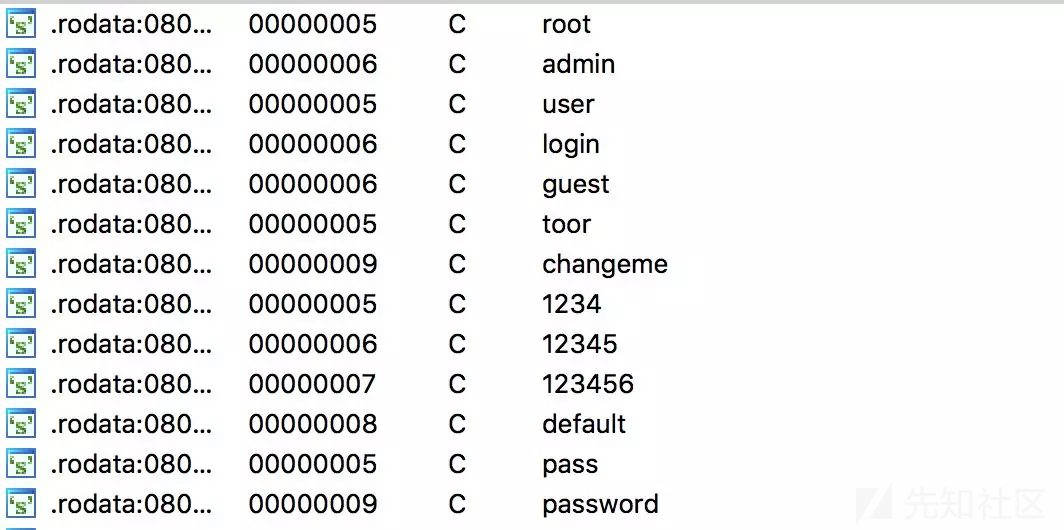 .rodata:080... 00000005 C root
.rodata:080... 00000006 C admin
.rodata:080... 00000005 C user
.rodata:080... 00000006 C login
.rodata:080... 00000006 C guest
.rodata:080... 00000005 C toor
.rodata:080... 00000009 C changeme
.rodata:080... 00000005 C 1234
.rodata:080... 00000006 C 12345
.rodata:080... 00000007 C 123456
.rodata:080... 00000008 C default
.rodata:080... 00000005 C pass
.rodata:080... 00000009 C password
先知社区